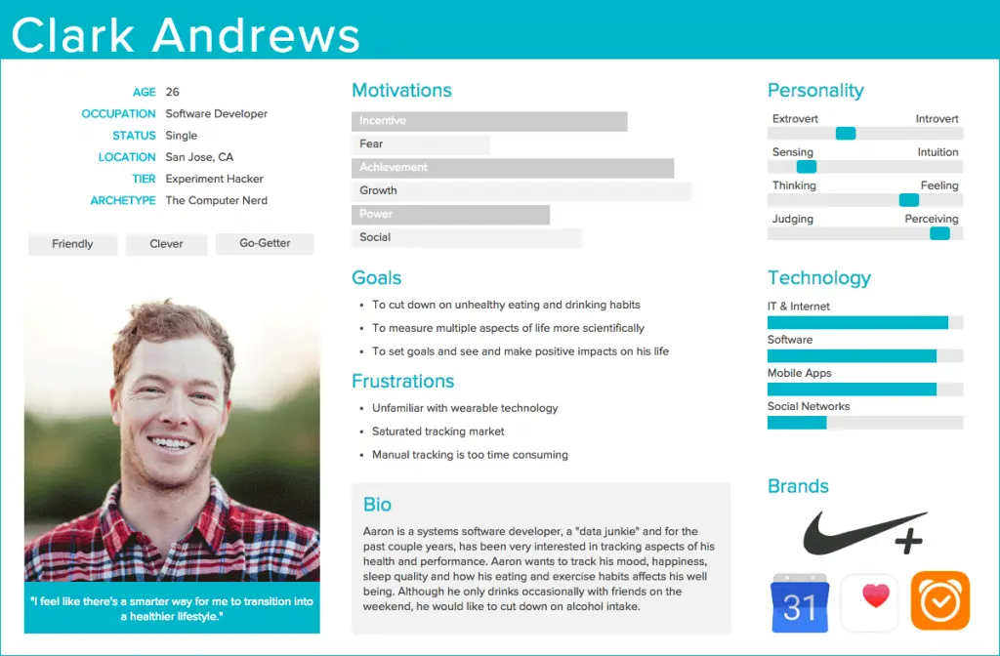 Clark Andrews
AGE 26
OCCUPATION Software Developer
STATUS Single
LOCATION San Jose, CA
TIER Experiment Hacker
ARCHETYPE The Computer Nerd
Friendly Clever Go-Getter
"I feel like there's a smarter way for me to transition into
a healthier lifestyle."
Motivations
Incentive
Fear
Achievement
Growth
Power
Social
Goals
• To cut down on unhealthy eating and drinking habits
• To measure multiple aspects of life more scientifically
• To set goals and see and make positive impacts on his life
Frustrations
• Unfamiliar with wearable technology
• Saturated tracking market
• Manual tracking is too time consuming
Bio
Aaron is a systems software developer, a "data junkie" and for the
past couple years, has been very interested in tracking aspects of his
health and performance. Aaron wants to track his mood, happiness,
sleep quality and how his eating and exercise habits affects his well
being. Although he only drinks occasionally with friends on the
weekend, he would like to cut down on alcohol intake.
Personality
Extrovert Introvert
Sensing Intuition
Thinking Feeling
Judging Perceiving
Technology
IT & Internet
Software
Mobile Apps
Social Networks
Brands
+
31